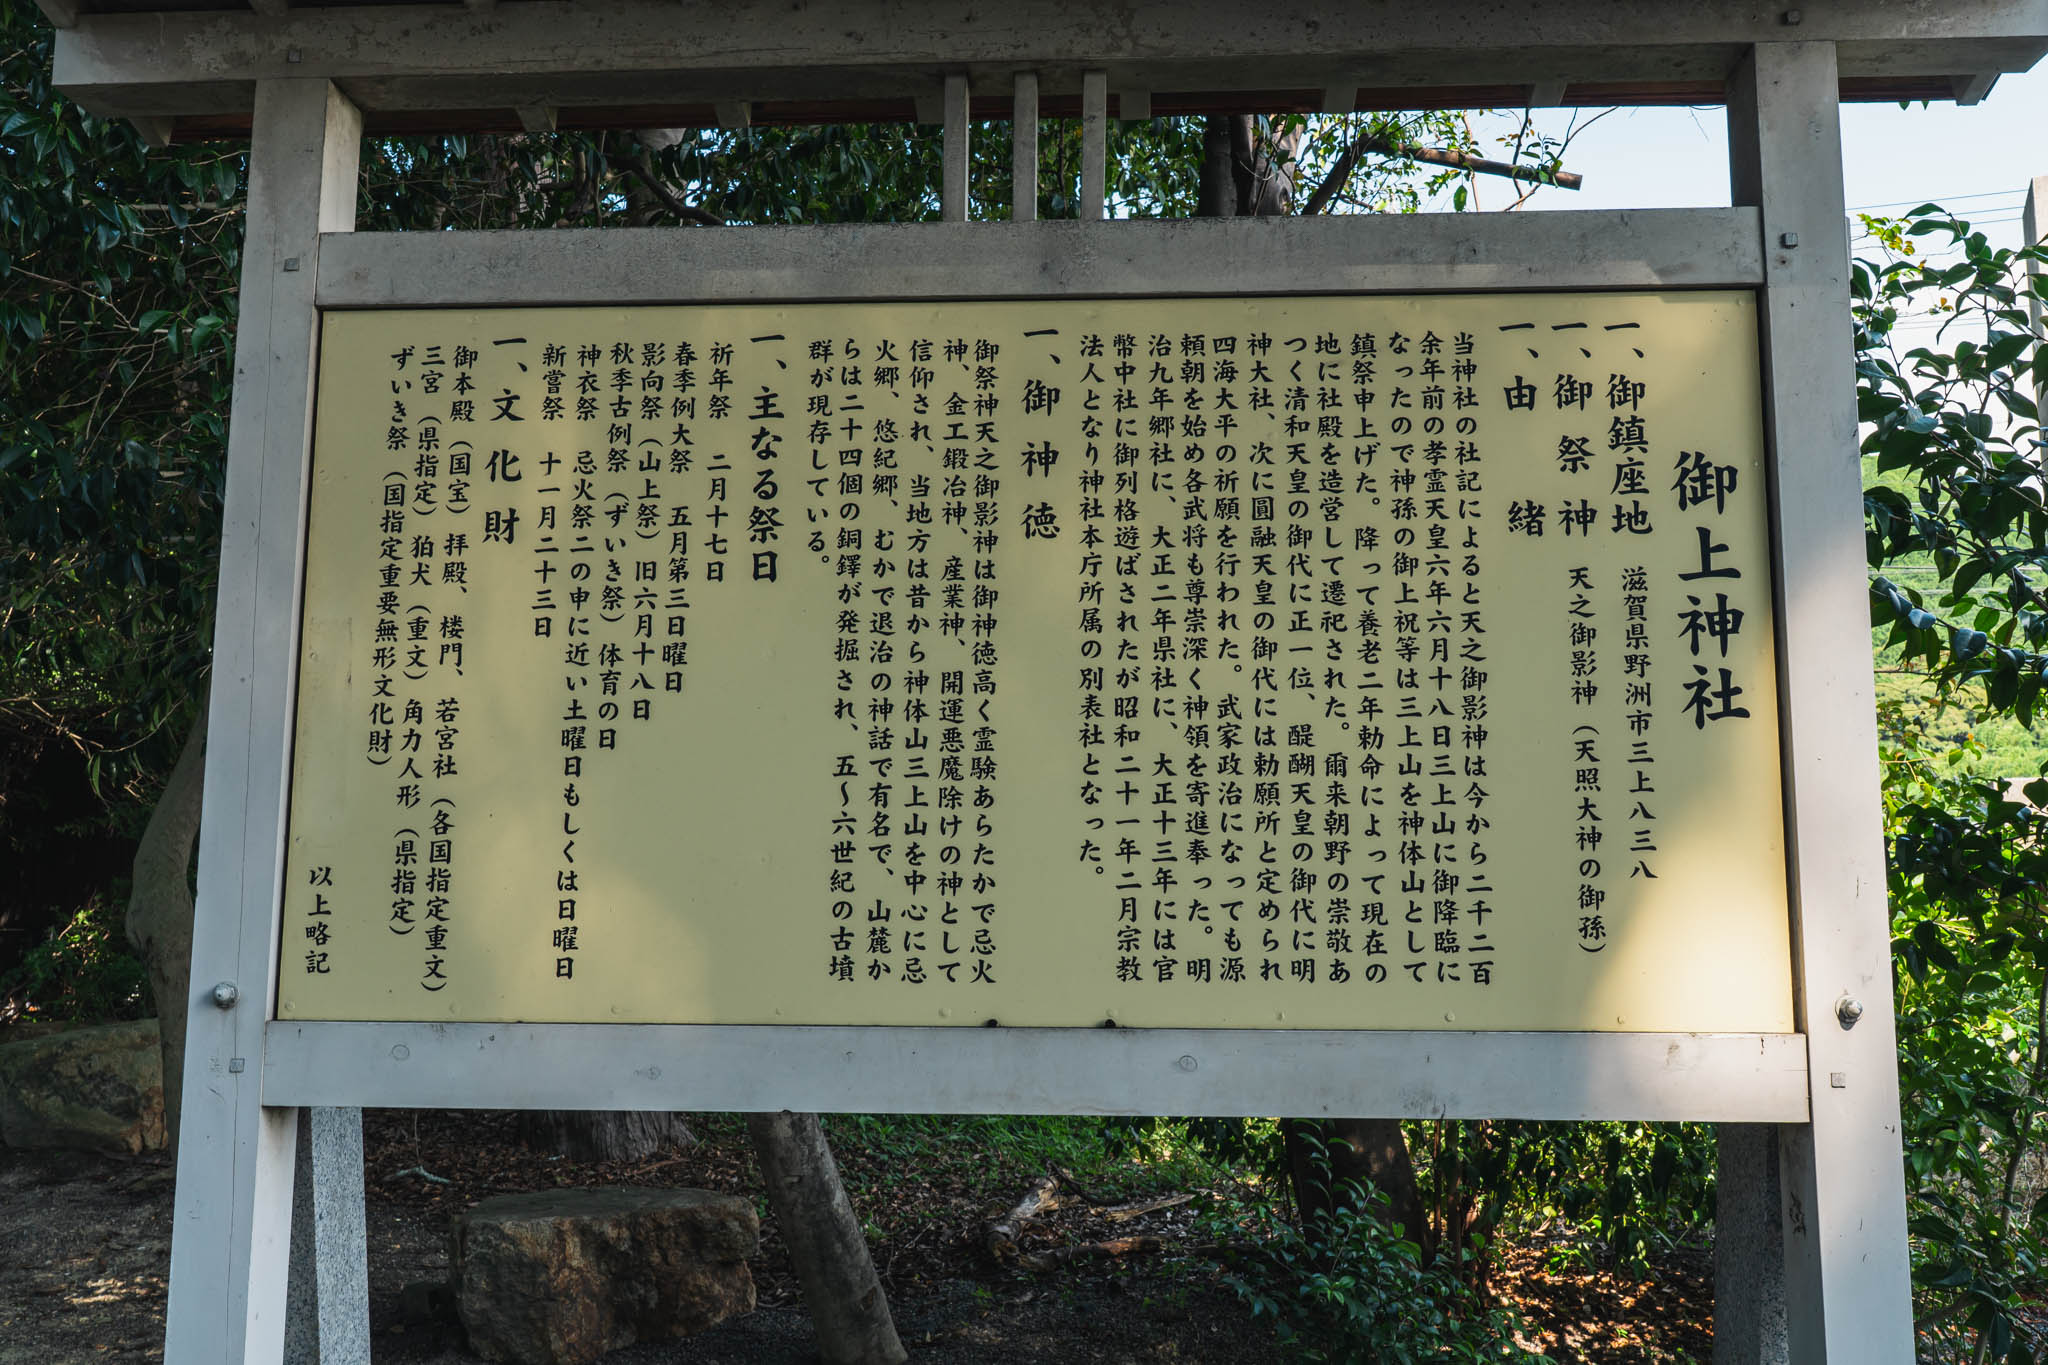 御上神社
一、御鎮座地　滋賀県野洲市三上八三八
一、御祭神　天之御影神（天照大神の御孫）
一、由緒
当神社の社記によると天之御影神は今から二千二百
余年前の孝霊天皇六年六月十八日三上山に御降臨に
なったので神孫の御上祝等は三上山を神体山として
鎮祭申上げた。降って養老二年勅命によって現在の
地に社殿を造営して遷祀された。爾来朝野の崇敬あ
つく清和天皇の御代に正一位、醍醐天皇の御代に明
神大社、次に圓融天皇の御代には勅願所と定められ
四海大平の祈願を行われた。武家政治になっても源
頼朝を始め各武将も尊崇深く神領を寄進奉った。明
治九年郷社に、大正二年県社に、大正十三年には官
幣中社に御列格遊ばされたが昭和二十一年二月宗教
法人となり神社本庁所属の別表社となった。
一、御神徳
御祭神天之御影神は御神徳高く霊験あらたかで忌火
神、金工鍛冶神、産業神、開運悪魔除けの神として
信仰され、当地方は昔から神体山三上山を中心に忌
火郷、悠紀郷、むかで退治の神話で有名で、山麓か
らは二十四個の銅鐸が発掘され、五〜六世紀の古墳
群が現存している。
一、主なる祭日
祈年祭　二月十七日
春季例大祭　五月第三日曜日
影向祭（山上祭）旧六月十八日
秋季古例祭（ずいき祭）体育の日
神衣祭　忌火祭二の申に近い土曜日もしくは日曜日
新嘗祭　十一月二十三日
一、文化財
御本殿（国宝）拝殿、楼門、若宮社（各国指定重文）
三宮（県指定）狛犬（重文）角力人形（県指定）
ずいき祭（国指定重要無形文化財）
以上略記